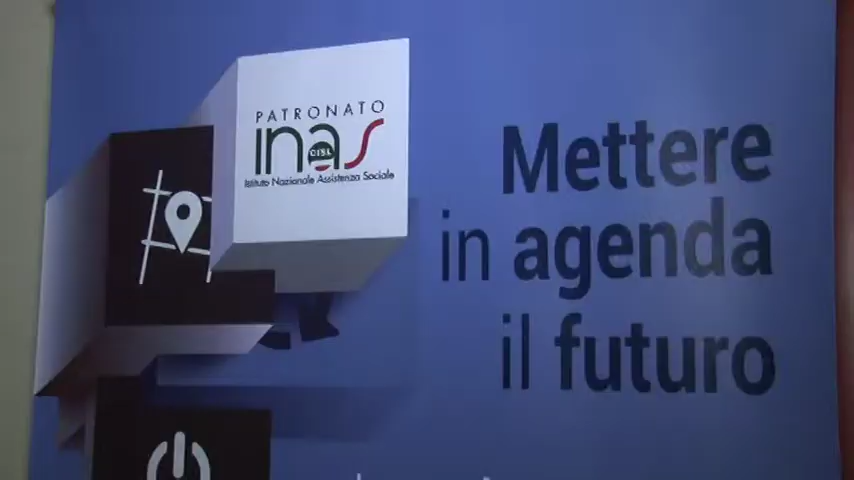 PATRONATO
inas
CISL
Istituto Nazionale Assistenza Sociale
Mettere
in agenda
il futuro